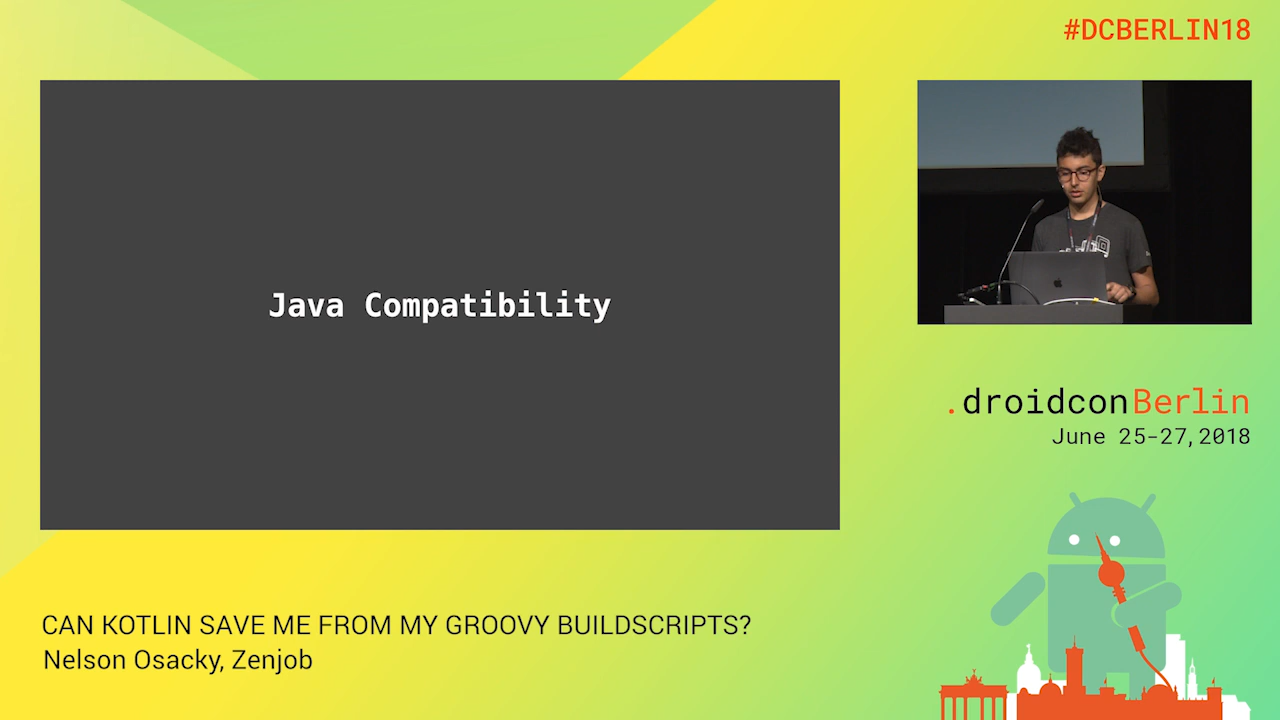 #DCBERLIN18
Java Compatibility
.droidconBerlin
June 25-27, 2018
CAN KOTLIN SAVE ME FROM MY GROOVY BUILDSCRIPTS?
Nelson Osacky, Zenjob